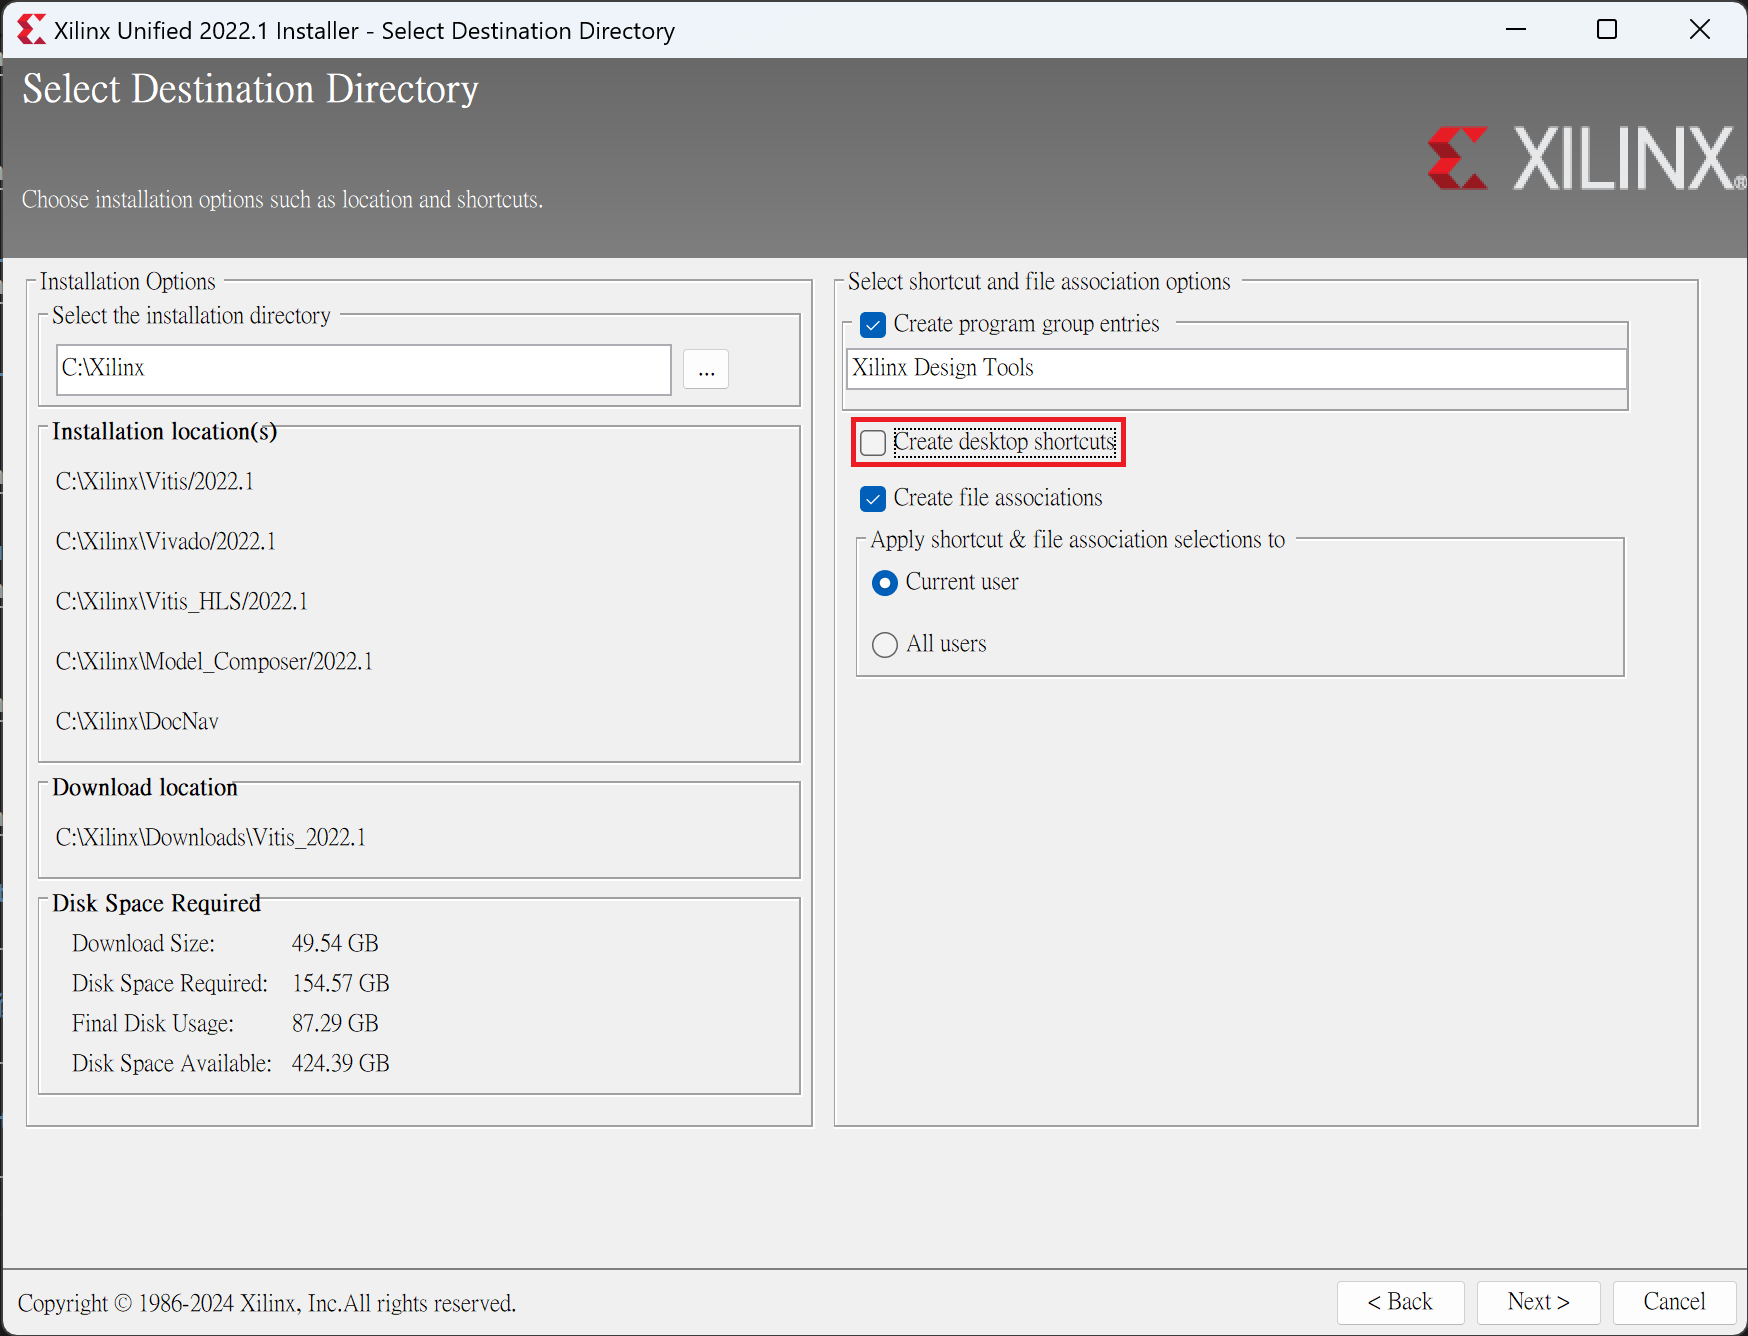 Xilinx Unified 2022.1 Installer - Select Destination Directory
Select Destination Directory
XILINX®
Choose installation options such as location and shortcuts.
Installation Options
Select the installation directory
C:\Xilinx
...
Installation location(s)
C:\Xilinx\Vitis/2022.1
C:\Xilinx\Vivado/2022.1
C:\Xilinx\Vitis_HLS/2022.1
C:\Xilinx\Model_Composer/2022.1
C:\Xilinx\DocNav
Download location
C:\Xilinx\Downloads\Vitis_2022.1
Disk Space Required
Download Size: 49.54 GB
Disk Space Required: 154.57 GB
Final Disk Usage: 87.29 GB
Disk Space Available: 424.39 GB
Select shortcut and file association options
Create program group entries
Xilinx Design Tools
Create desktop shortcuts
Create file associations
Apply shortcut & file association selections to
Current user
All users
Copyright © 1986-2024 Xilinx, Inc.All rights reserved.
< Back
Next >
Cancel